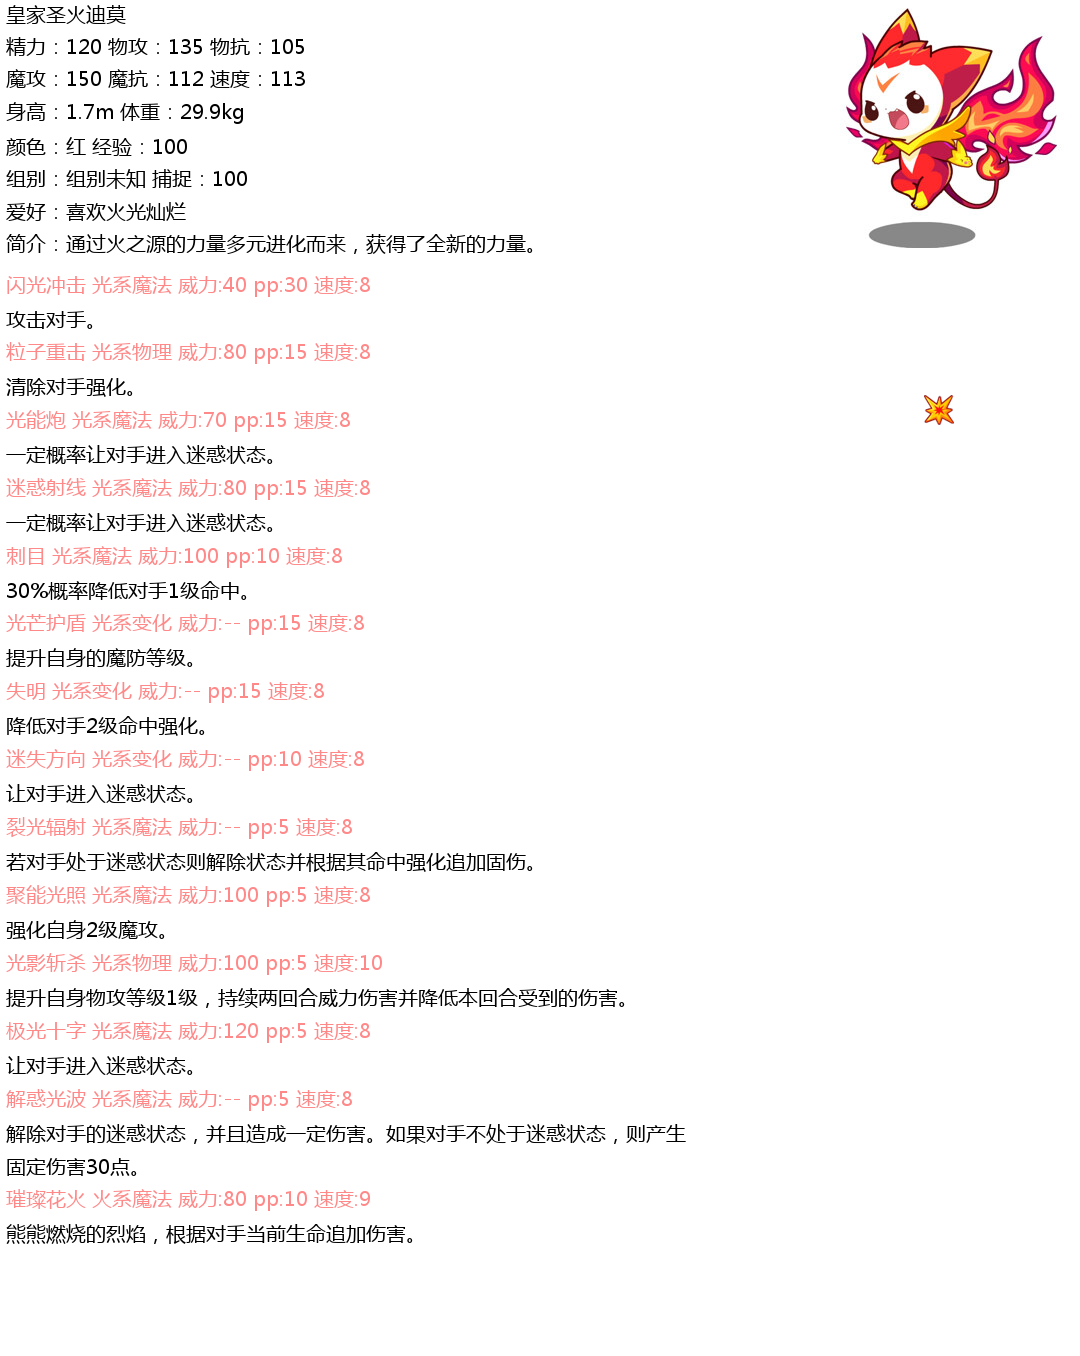 皇家圣火迪莫
精力：120 物攻：135 物抗：105
魔攻：150 魔抗：112 速度：113
身高：1.7m 体重：29.9kg
颜色：红 经验：100
组别：组别未知 捕捉：100
爱好：喜欢火光灿烂
简介：通过火之源的力量多元进化而来，获得了全新的力量。
闪光冲击 光系魔法 威力:40 pp:30 速度:8
攻击对手。
粒子重击 光系物理 威力:80 pp:15 速度:8
清除对手强化。
光能炮 光系魔法 威力:70 pp:15 速度:8
一定概率让对手进入迷惑状态。
迷惑射线 光系魔法 威力:80 pp:15 速度:8
一定概率让对手进入迷惑状态。
刺目 光系魔法 威力:100 pp:10 速度:8
30%概率降低对手1级命中。
光芒护盾 光系变化 威力:-- pp:15 速度:8
提升自身的魔防等级。
失明 光系变化 威力:-- pp:15 速度:8
降低对手2级命中强化。
迷失方向 光系变化 威力:-- pp:10 速度:8
让对手进入迷惑状态。
裂光辐射 光系魔法 威力:-- pp:5 速度:8
若对手处于迷惑状态则解除状态并根据其命中强化追加固伤。
聚能光照 光系魔法 威力:100 pp:5 速度:8
强化自身2级魔攻。
光影斩杀 光系物理 威力:100 pp:5 速度:10
提升自身物攻等级1级，持续两回合威力伤害并降低本回合受到的伤害。
极光十字 光系魔法 威力:120 pp:5 速度:8
让对手进入迷惑状态。
解惑光波 光系魔法 威力:-- pp:5 速度:8
解除对手的迷惑状态，并且造成一定伤害。如果对手不处于迷惑状态，则产生
固定伤害30点。
璀璨花火 火系魔法 威力:80 pp:10 速度:9
熊熊燃烧的烈焰，根据对手当前生命追加伤害。